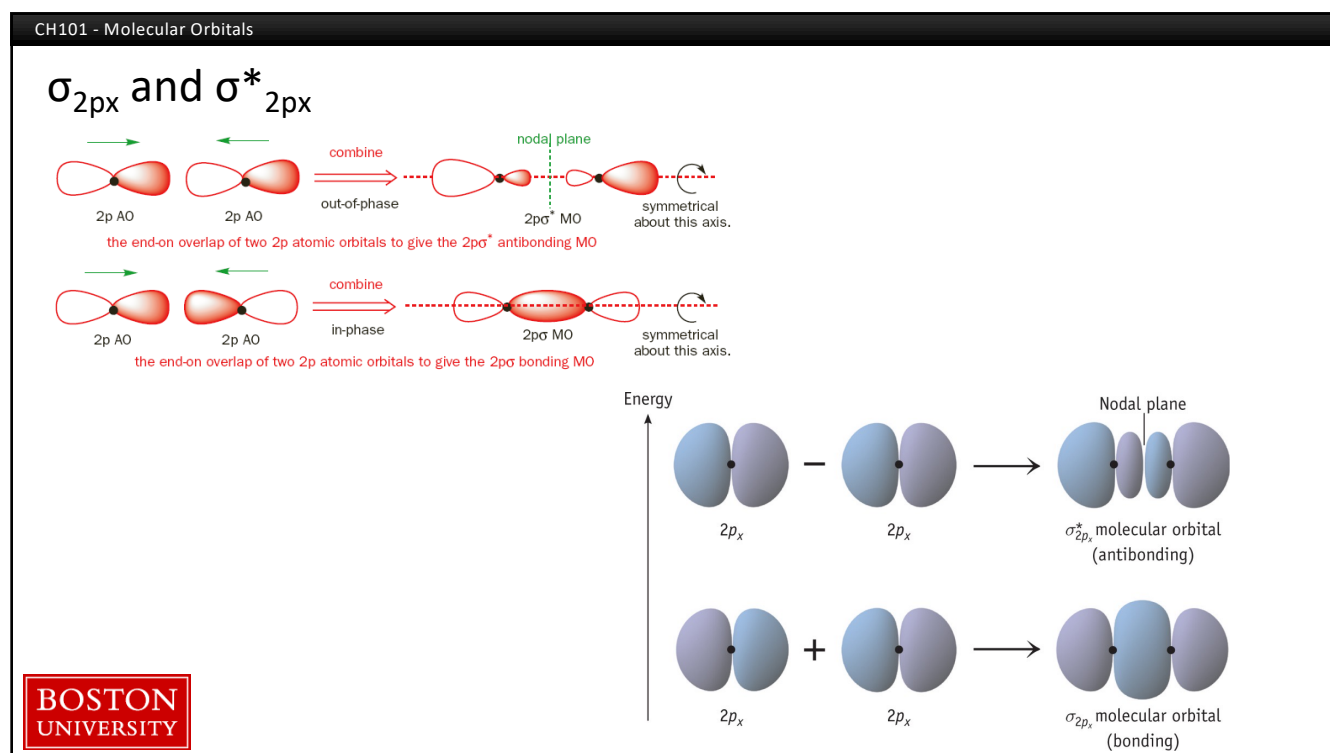 CH101 - Molecular Orbitals
σ2px and σ*2px
nodal plane
combine
out-of-phase
2p AO
2p AO
2pσ* MO
symmetrical
about this axis.
the end-on overlap of two 2p atomic orbitals to give the 2pσ* antibonding MO
combine
in-phase
2p AO
2p AO
2pσ MO
symmetrical
about this axis.
the end-on overlap of two 2p atomic orbitals to give the 2pσ bonding MO
Energy
Nodal plane
−
2px
2px
σ*2px molecular orbital
(antibonding)
+
2px
2px
σ2px molecular orbital
(bonding)
BOSTON
UNIVERSITY